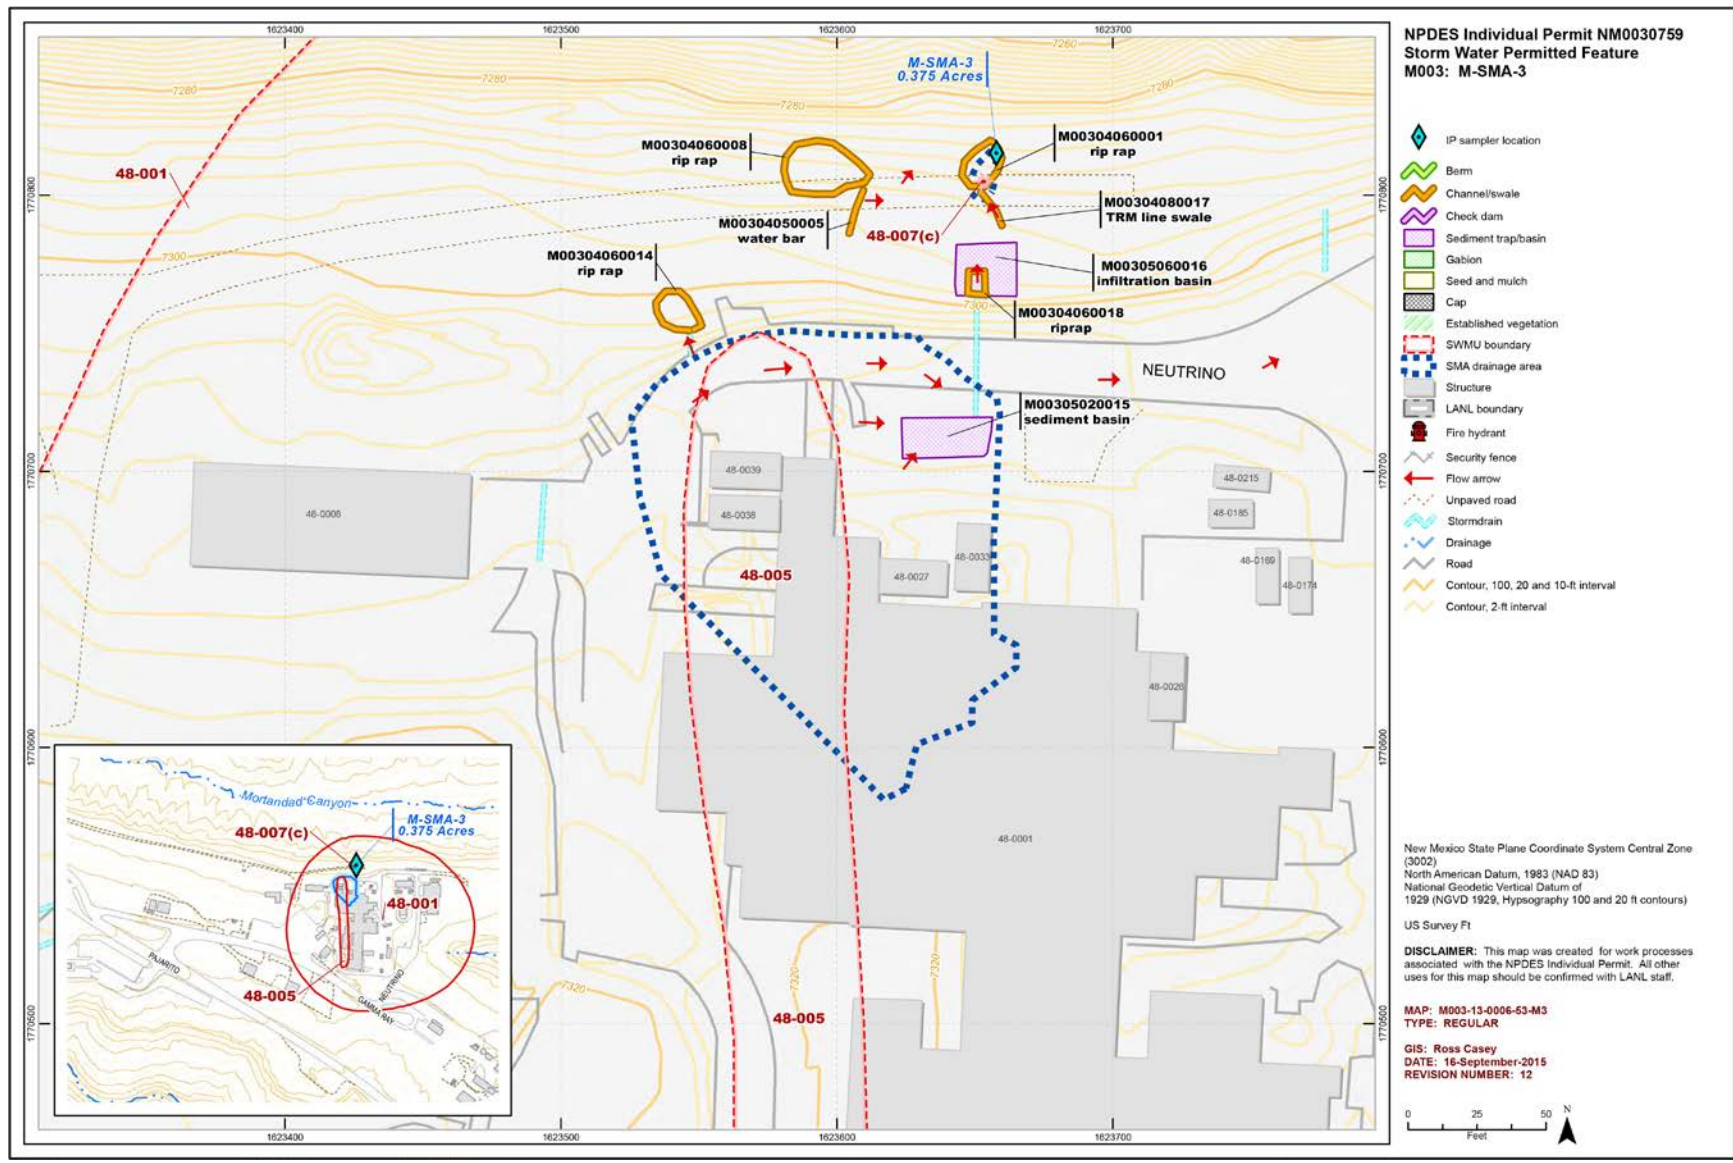 1623400
1623500
1623600
1623700
7260
M-SMA-3
0.375 Acres
7280
7280
7280
7280
M00304060008
rip rap
M00304060001
rip rap
48-001
1770800
1770800
M00304080017
TRM line swale
M00304050005
water bar
48-007(c)
7300
M00304060014
rip rap
M00305060016
infiltration basin
7300
M00304060018
riprap
NEUTRINO
M00305020015
sediment basin
1770700
1770700
48-0039
48-0215
48-0038
48-0185
48-0008
48-0033
48-0169
48-005
48-0027
48-0174
48-0026
1770600
1770600
48-0001
7320
7320
7320
48-005
1770500
1770500
1623400
1623500
1623600
1623700
Mortandad Canyon
M-SMA-3
0.375 Acres
48-007(c)
48-001
PAJARITO
NEUTRINO
48-005
GAMMA RAY
NPDES Individual Permit NM0030759
Storm Water Permitted Feature
M003: M-SMA-3
IP sampler location
Berm
Channel/swale
Check dam
Sediment trap/basin
Gabion
Seed and mulch
Cap
Established vegetation
SWMU boundary
SMA drainage area
Structure
LANL boundary
Fire hydrant
Security fence
Flow arrow
Unpaved road
Stormdrain
Drainage
Road
Contour, 100, 20 and 10-ft interval
Contour, 2-ft interval
New Mexico State Plane Coordinate System Central Zone
(3002)
North American Datum, 1983 (NAD 83)
National Geodetic Vertical Datum of
1929 (NGVD 1929, Hypsography 100 and 20 ft contours)
US Survey Ft
DISCLAIMER: This map was created for work processes
associated with the NPDES Individual Permit. All other
uses for this map should be confirmed with LANL staff.
MAP: M003-13-0006-53-M3
TYPE: REGULAR
GIS: Ross Casey
DATE: 16-September-2015
REVISION NUMBER: 12
0 25 50
Feet
N